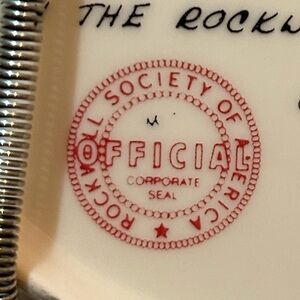 THE ROCKW
ROCKWELL SOCIETY OF AMERICA
OFFICIAL
CORPORATE
SEAL